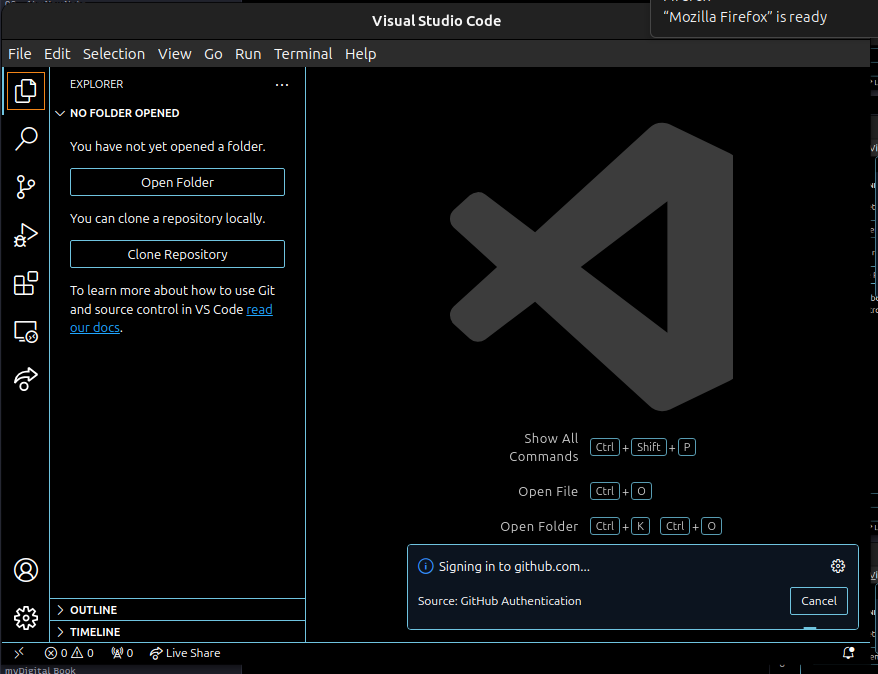 Visual Studio Code
“Mozilla Firefox” is ready
File Edit Selection View Go Run Terminal Help
EXPLORER
NO FOLDER OPENED
You have not yet opened a folder.
Open Folder
You can clone a repository locally.
Clone Repository
To learn more about how to use Git
and source control in VS Code read
our docs.
Show All
Commands
Ctrl + Shift + P
Open File
Ctrl + O
Open Folder
Ctrl + K Ctrl + O
Signing in to github.com...
Source: GitHub Authentication
Cancel
OUTLINE
TIMELINE
0 0 0 Live Share
myDigital Book